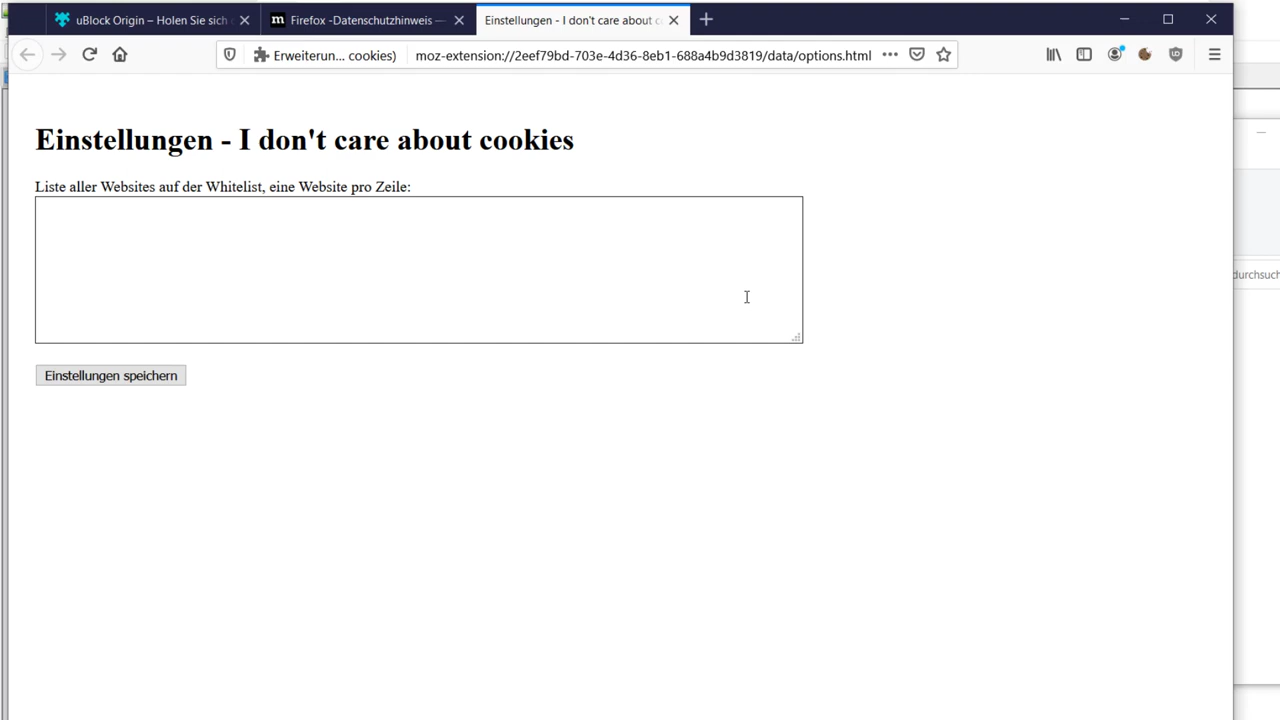 uBlock Origin – Holen Sie sich
Firefox -Datenschutzhinweis —
Einstellungen - I don't care about c
Erweiterun... cookies)
moz-extension://2eef79bd-703e-4d36-8eb1-688a4b9d3819/data/options.html
Einstellungen - I don't care about cookies
Liste aller Websites auf der Whitelist, eine Website pro Zeile:
durchsuch
Einstellungen speichern